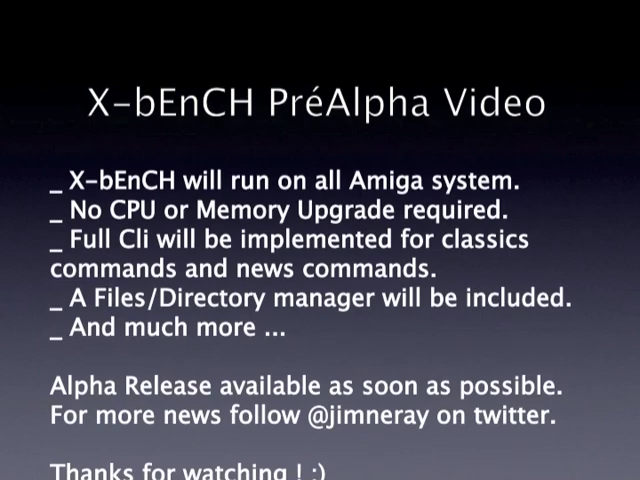 X-bEnCH PréAlpha Video
_ X-bEnCH will run on all Amiga system.
_ No CPU or Memory Upgrade required.
_ Full Cli will be implemented for classics
commands and news commands.
_ A Files/Directory manager will be included.
_ And much more ...
Alpha Release available as soon as possible.
For more news follow @jimneray on twitter.
Thanks for watching ! ;)